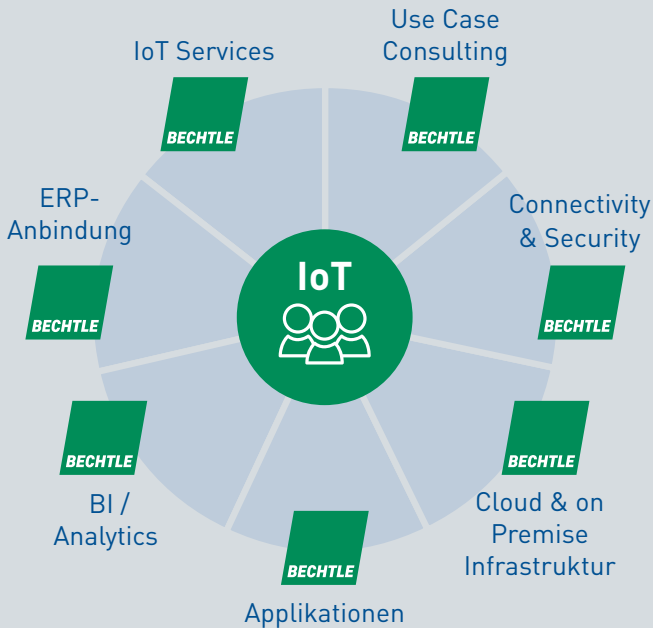 Use Case
Consulting
BECHTLE
Connectivity
& Security
BECHTLE
BECHTLE
Cloud & on
Premise
Infrastruktur
BECHTLE
Applikationen
BECHTLE
BI /
Analytics
ERP-
Anbindung
BECHTLE
IoT Services
BECHTLE
IoT